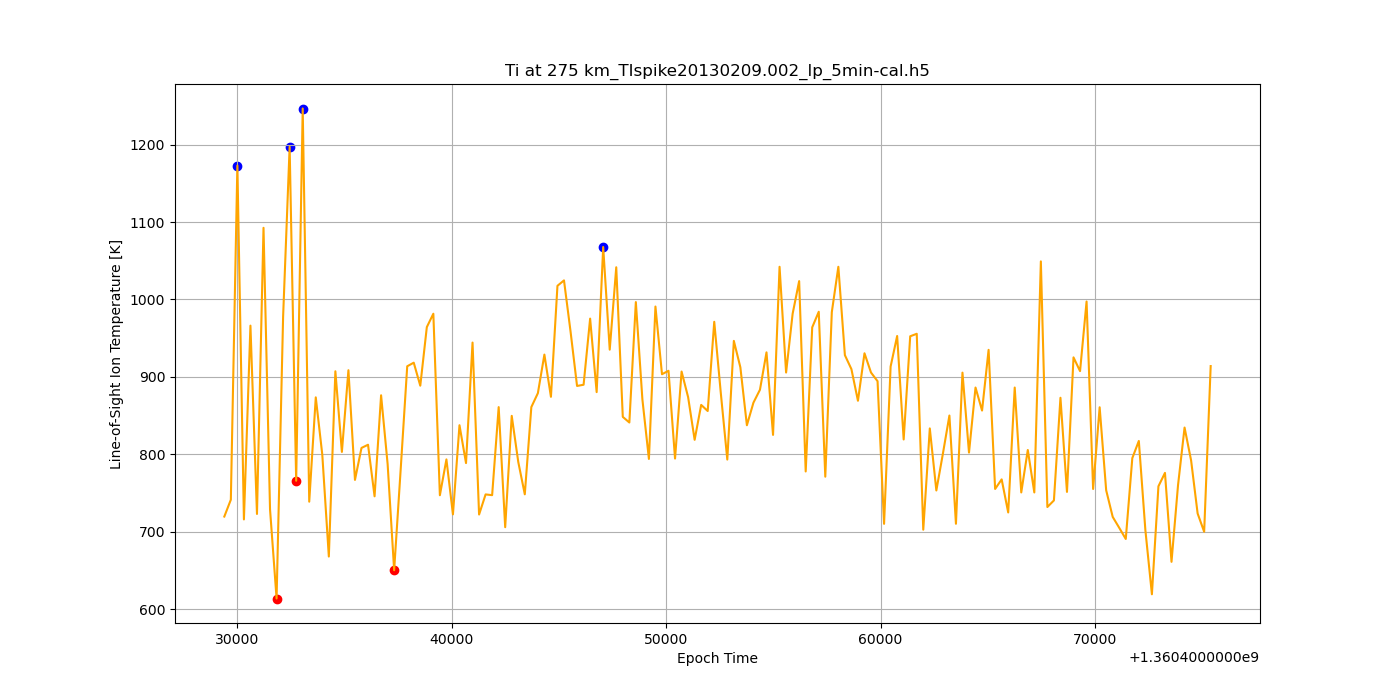 Ti at 275 km_TIspike20130209.002_lp_5min-cal.h5
Line-of-Sight Ion Temperature [K]
1200
1100
1000
900
800
700
600
30000 40000 50000 60000 70000
Epoch Time
+1.3604000000e9